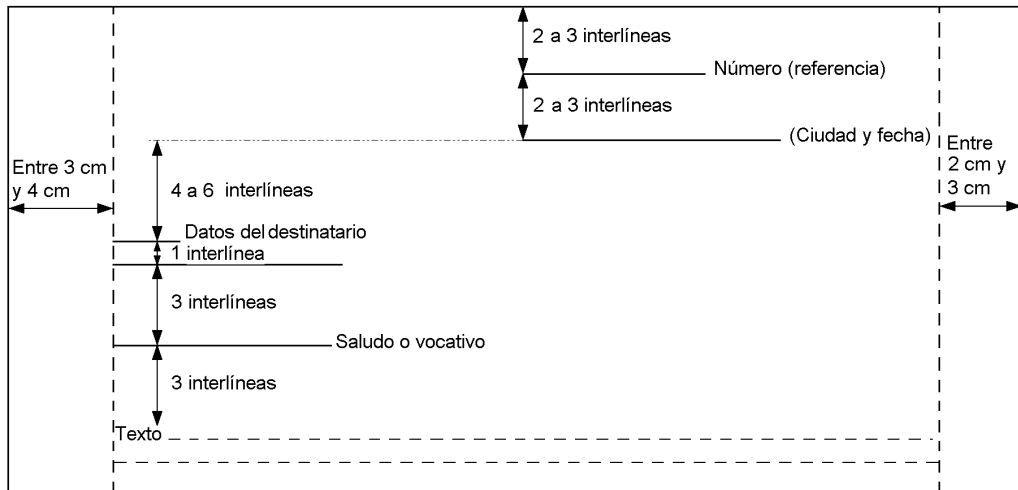 2 a 3 interlíneas
Número (referencia)
2 a 3 interlíneas
(Ciudad y fecha)
Entre 3 cm
y 4 cm
Entre
2 cm y
3 cm
4 a 6 interlíneas
Datos del destinatario
1
interlínea
3 interlíneas
Saludo o vocativo
3 interlíneas
Texto